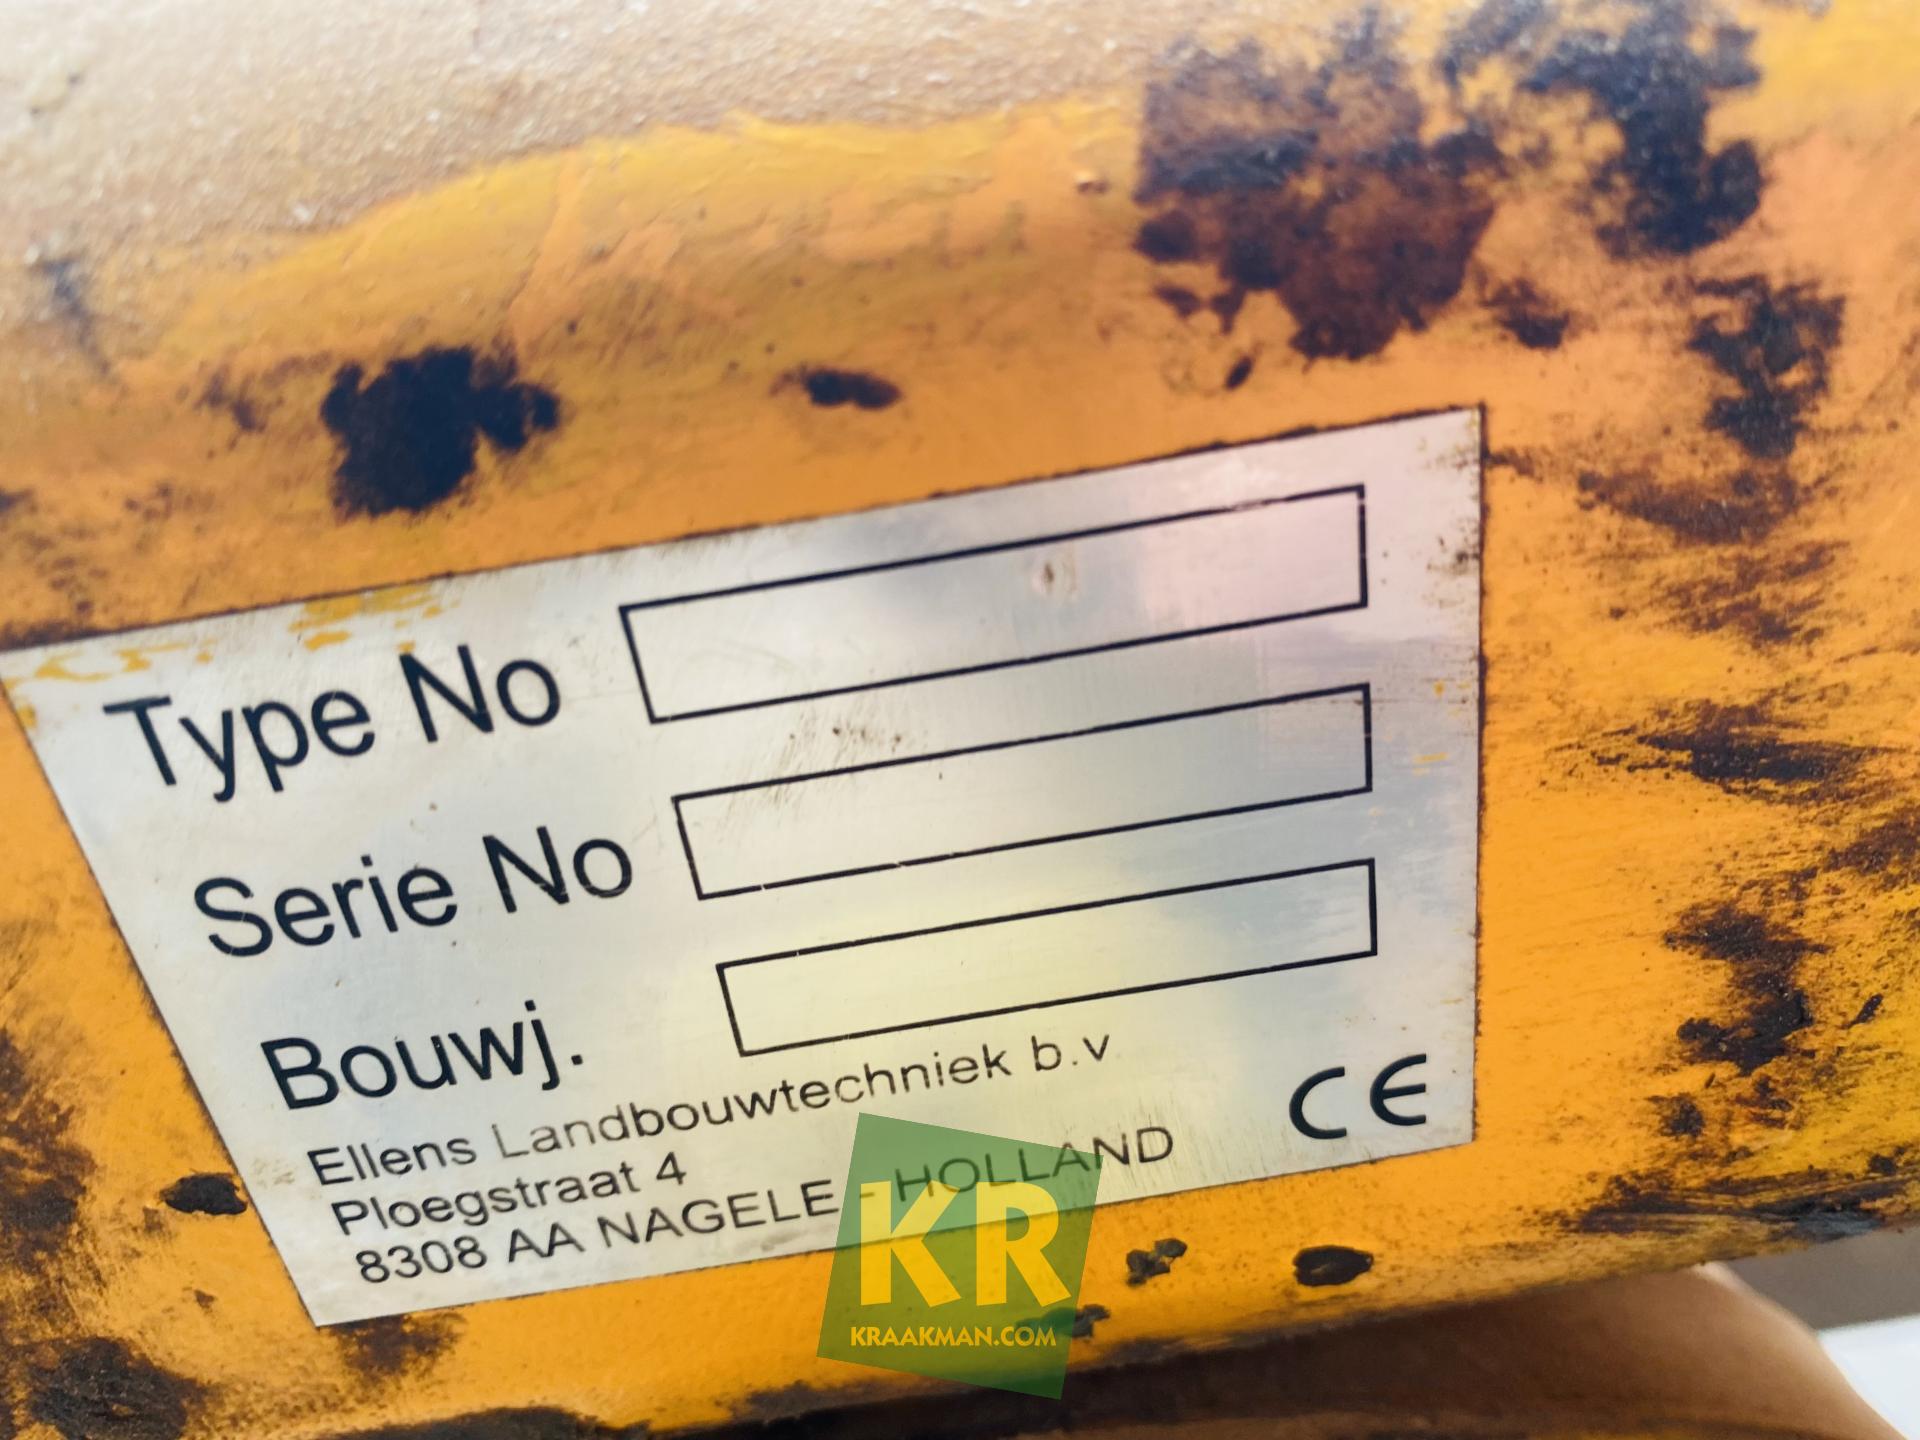 Type No
Serie No
Bouwj.
Ellens Landbouwtechniek b.v
Ploegstraat 4
8308 AA NAGELE - HOLLAND
CE
KR
KRAAKMAN.COM